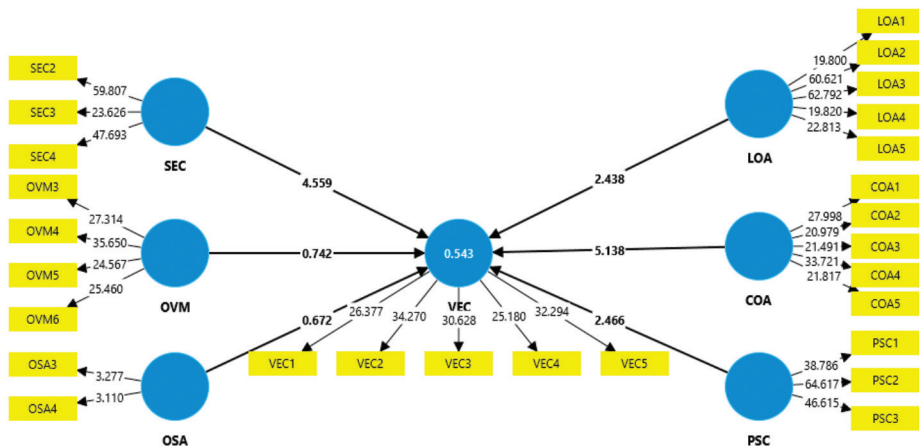 SEC2
59.807
SEC3
23.626
SEC4
47.693
SEC
OVM3
27.314
OVM4
35.650
OVM5
24.567
OVM6
25.460
OVM
OSA3
3.277
OSA4
3.110
OSA
4.559
0.742
0.672
0.543
VEC
26.377
34.270
30.628
25.180
32.294
VEC1
VEC2
VEC3
VEC4
VEC5
2.438
5.138
2.466
LOA1
19.800
LOA2
60.621
LOA3
62.792
LOA4
19.820
LOA5
22.813
LOA
COA1
27.998
COA2
20.979
COA3
21.491
COA4
33.721
COA5
21.817
COA
PSC1
38.786
PSC2
64.617
PSC3
46.615
PSC